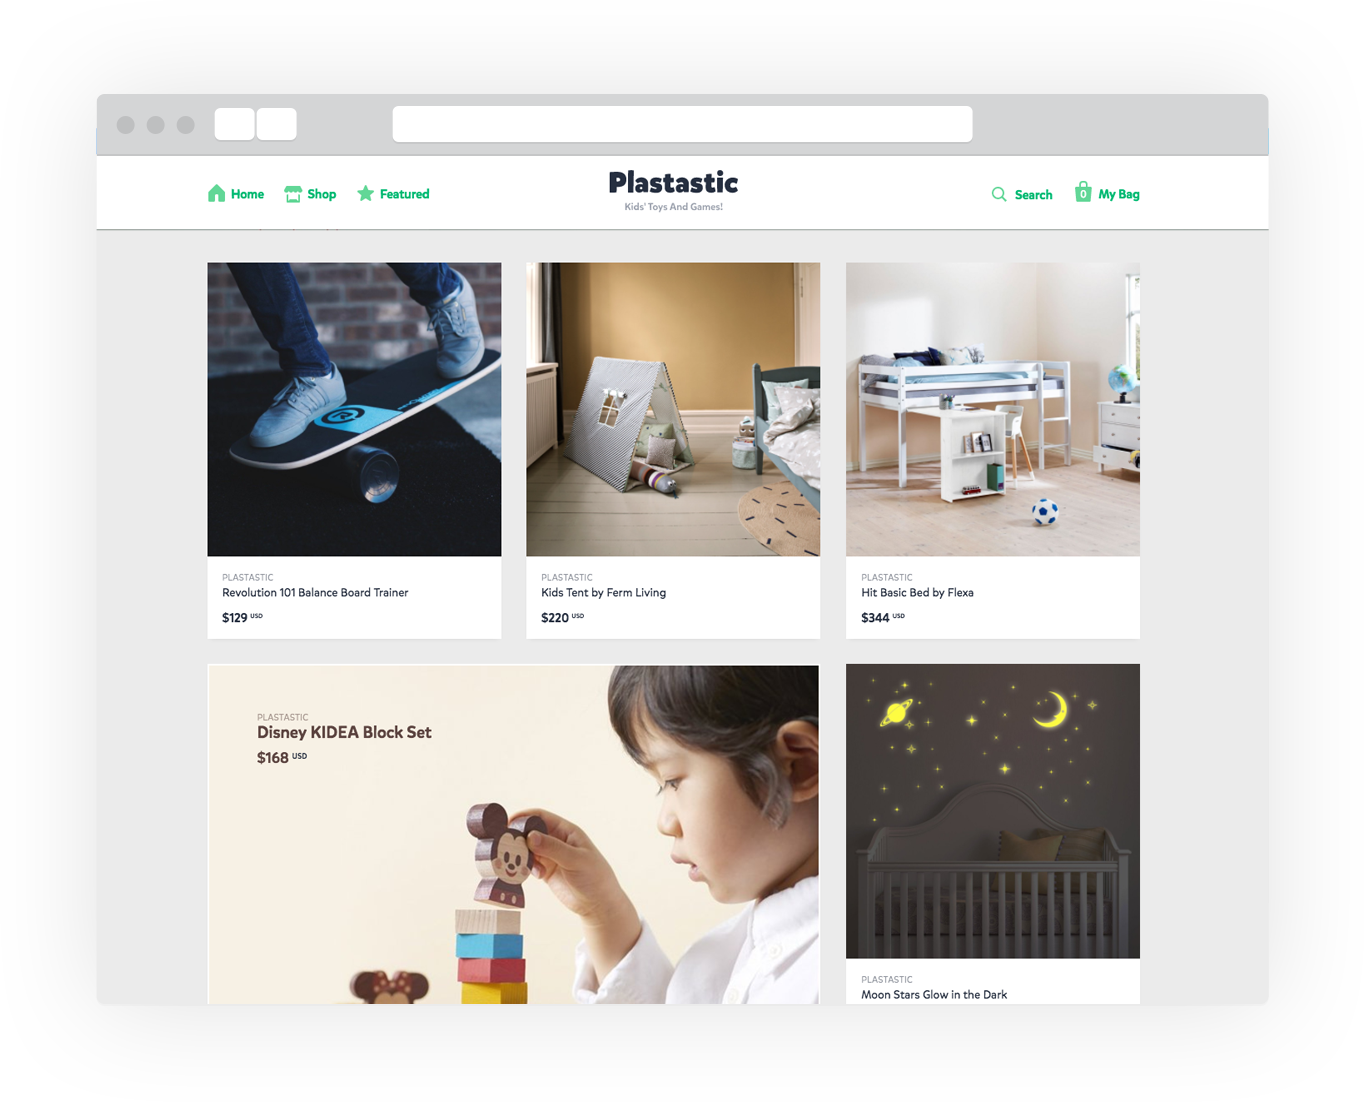 Home
Shop
Featured
Plastastic
Kids' Toys And Games!
Search
0
My Bag
PLASTASTIC
Revolution 101 Balance Board Trainer
$129 USD
PLASTASTIC
Kids Tent by Ferm Living
$220 USD
PLASTASTIC
Hit Basic Bed by Flexa
$344 USD
PLASTASTIC
Disney KIDEA Block Set
$168 USD
PLASTASTIC
Moon Stars Glow in the Dark